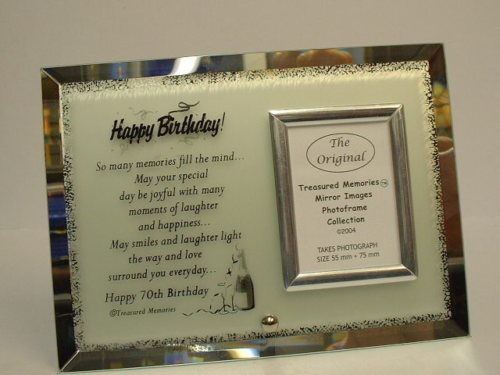 Happy Birthday!
So many memories fill the mind...
May your special
day be joyful with many
moments of laughter
and happiness...
May smiles and laughter light
the way and love
surround you everyday...
Happy 70th Birthday
©Treasured Memories
The
Original
Treasured Memories TM
Mirror Images
Photoframe
Collection
©2004
TAKES PHOTOGRAPH
SIZE 55 mm * 75 mm